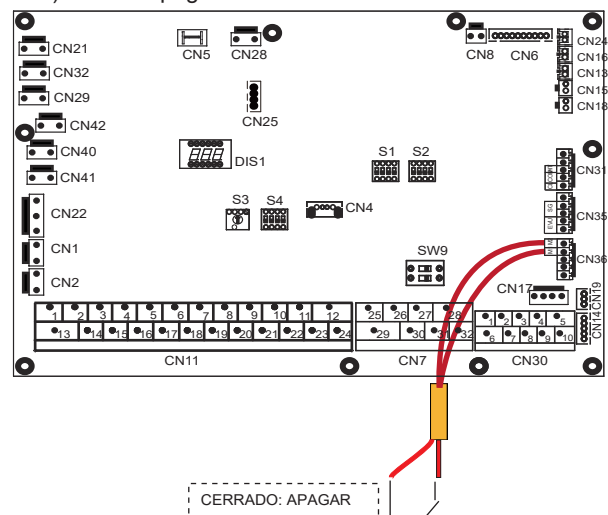 CN21
CN32
CN29
CN42
CN40
CN41
CN22
CN1
CN2
CN5
CN28
CN25
DIS1
S3
S4
CN4
S1
S2
SW9
CN8
CN6
CN24
CN16
CN13
CN15
CN18
CN31
SG
EVU
CN35
CN36
CN17
CN19
CN14
1 2 3 4 5 6 7 8 9 10 11 12
13 14 15 16 17 18 19 20 21 22 23 24
CN11
25 26 27 28
29 30 31 32
CN7
1 2 3 4 5
6 7 8 9 10
CN30
CERRADO: APAGAR